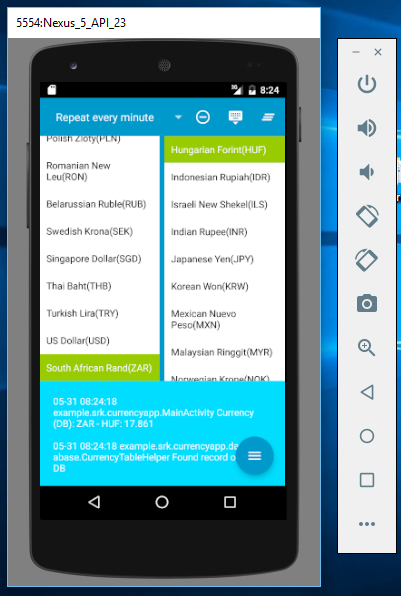 5554:Nexus_5_API_23
3G
8:24
Repeat every minute
Polish Zloty(PLN)
Romanian New
Leu(RON)
Belarussian Ruble(RUB)
Swedish Krona(SEK)
Singapore Dollar(SGD)
Thai Baht(THB)
Turkish Lira(TRY)
US Dollar(USD)
South African Rand(ZAR)
Hungarian Forint(HUF)
Indonesian Rupiah(IDR)
Israeli New Shekel(ILS)
Indian Rupee(INR)
Japanese Yen(JPY)
Korean Won(KRW)
Mexican Nuevo
Peso(MXN)
Malaysian Ringgit(MYR)
Norwegian Krone(NOK)
05-31 08:24:18
example.srk.currencyapp.MainActivity Currency
(DB): ZAR - HUF: 17.861
05-31 08:24:18 example.srk.currencyapp.da
abase.CurrencyTableHelper Found record o
DB